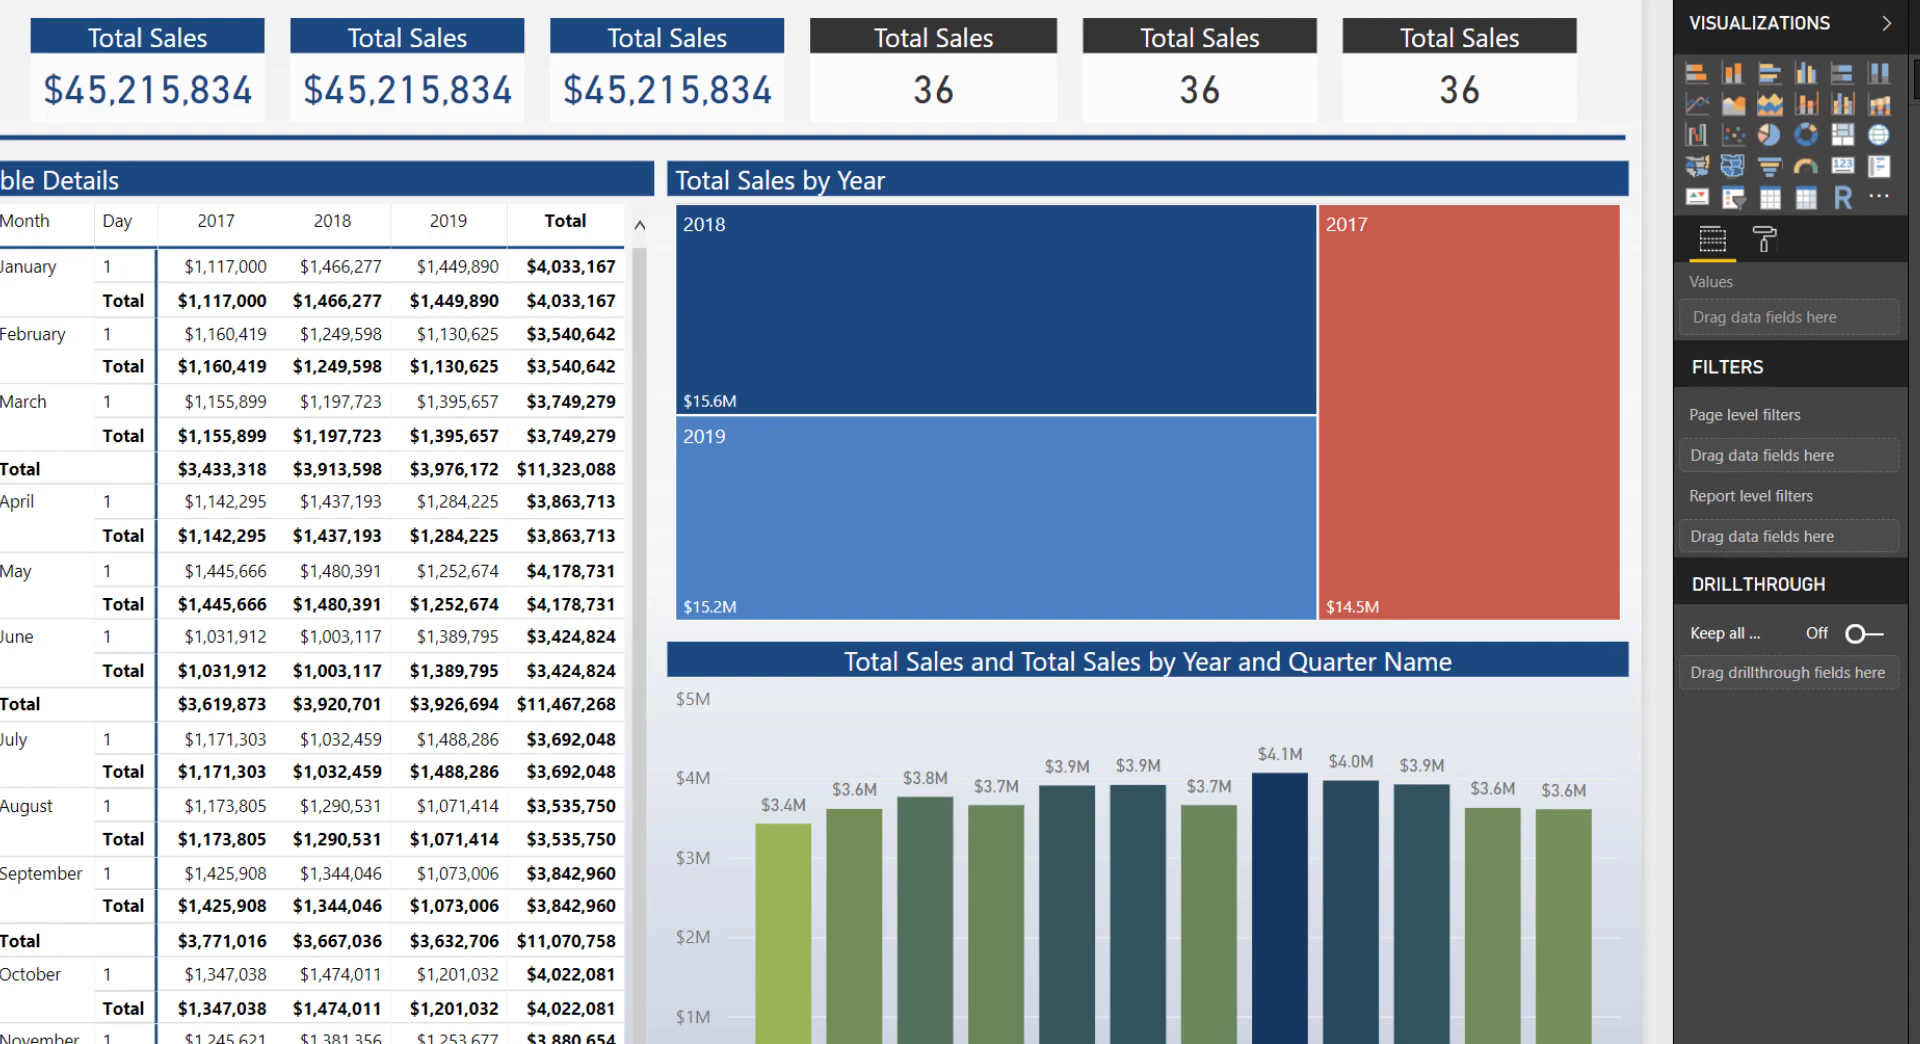 Total Sales Total Sales Total Sales Total Sales Total Sales Total Sales
$45,215,834 $45,215,834 $45,215,834 36 36 36
ble Details
Month Day 2017 2018 2019 Total
January 1 $1,117,000 $1,466,277 $1,449,890 $4,033,167
Total $1,117,000 $1,466,277 $1,449,890 $4,033,167
February 1 $1,160,419 $1,249,598 $1,130,625 $3,540,642
Total $1,160,419 $1,249,598 $1,130,625 $3,540,642
March 1 $1,155,899 $1,197,723 $1,395,657 $3,749,279
Total $1,155,899 $1,197,723 $1,395,657 $3,749,279
Total $3,433,318 $3,913,598 $3,976,172 $11,323,088
April 1 $1,142,295 $1,437,193 $1,284,225 $3,863,713
Total $1,142,295 $1,437,193 $1,284,225 $3,863,713
May 1 $1,445,666 $1,480,391 $1,252,674 $4,178,731
Total $1,445,666 $1,480,391 $1,252,674 $4,178,731
June 1 $1,031,912 $1,003,117 $1,389,795 $3,424,824
Total $1,031,912 $1,003,117 $1,389,795 $3,424,824
Total $3,619,873 $3,920,701 $3,926,694 $11,467,268
July 1 $1,171,303 $1,032,459 $1,488,286 $3,692,048
Total $1,171,303 $1,032,459 $1,488,286 $3,692,048
August 1 $1,173,805 $1,290,531 $1,071,414 $3,535,750
Total $1,173,805 $1,290,531 $1,071,414 $3,535,750
September 1 $1,425,908 $1,344,046 $1,073,006 $3,842,960
Total $1,425,908 $1,344,046 $1,073,006 $3,842,960
Total $3,771,016 $3,667,036 $3,632,706 $11,070,758
October 1 $1,347,038 $1,474,011 $1,201,032 $4,022,081
Total $1,347,038 $1,474,011 $1,201,032 $4,022,081
November 1 $1,245,621 $1,381,356 $1,253,677 $3,880,654
Total Sales by Year
2018
$15.6M
2019
$15.2M
2017
$14.5M
Total Sales and Total Sales by Year and Quarter Name
$5M
$4M
$3M
$2M
$1M
$3.4M $3.6M $3.8M $3.7M $3.9M $3.9M $3.7M $4.1M $4.0M $3.9M $3.6M $3.6M
VISUALIZATIONS
123
R
Values
Drag data fields here
FILTERS
Page level filters
Drag data fields here
Report level filters
Drag data fields here
DRILLTHROUGH
Keep all ... Off
Drag drillthrough fields here